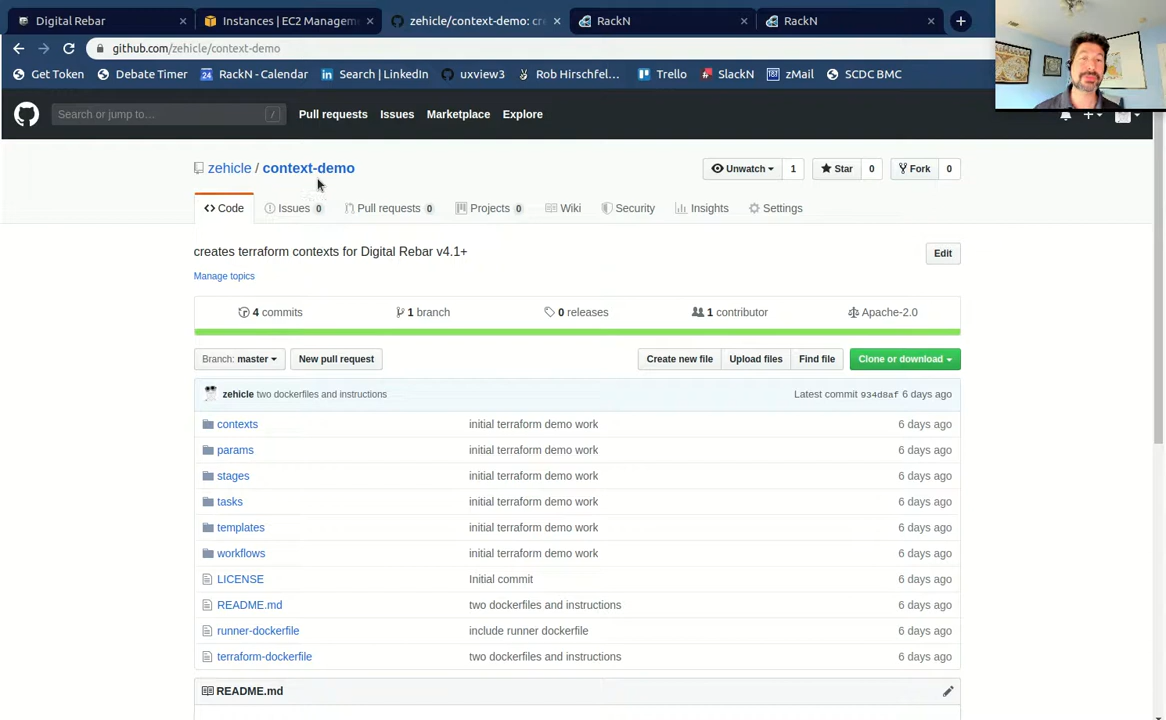 Digital Rebar
Instances | EC2 Managem
zehicle/context-demo: cr
RackN
RackN
github.com/zehicle/context-demo
Get Token
Debate Timer
24 RackN - Calendar
in Search | LinkedIn
uxview3
Rob Hirschfel...
Trello
SlackN
zMail
SCDC BMC
Search or jump to... /
Pull requests Issues Marketplace Explore
zehicle / context-demo
Unwatch 1
Star 0
Fork 0
Code
Issues 0
Pull requests 0
Projects 0
Wiki
Security
Insights
Settings
creates terraform contexts for Digital Rebar v4.1+
Edit
Manage topics
4 commits
1 branch
0 releases
1 contributor
Apache-2.0
Branch: master
New pull request
Create new file
Upload files
Find file
Clone or download
zehicle two dockerfiles and instructions Latest commit 934d8af 6 days ago
contexts initial terraform demo work 6 days ago
params initial terraform demo work 6 days ago
stages initial terraform demo work 6 days ago
tasks initial terraform demo work 6 days ago
templates initial terraform demo work 6 days ago
workflows initial terraform demo work 6 days ago
LICENSE Initial commit 6 days ago
README.md two dockerfiles and instructions 6 days ago
runner-dockerfile include runner dockerfile 6 days ago
terraform-dockerfile two dockerfiles and instructions 6 days ago
README.md